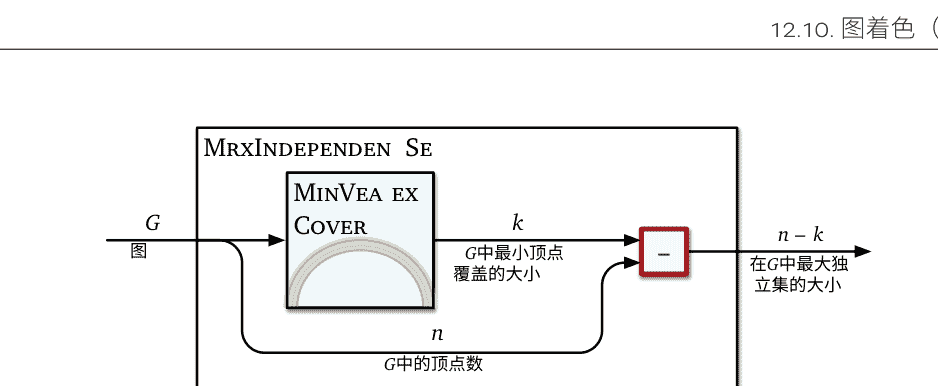 12.10. 图着色（
MrxIndependen Se
MinVea ex
Cover
G
图
k
G中最小顶点
覆盖的大小
–
n – k
在G中最大独
立集的大小
n
G中的顶点数